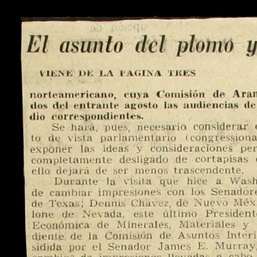 El asunto del plomo y
VIENE DE LA PAGINA TRES
norteamericano, cuya Comisión de Aran
dos del entrante agosto las audiencias de
dio correspondientes.
Se hará, pues, necesario considerar e
to de vista parlamentario (congressiona
exponer las ideas y consideraciones per
completamente desligado de cortapisas o
ello dejará de ser menos trascendente.
Durante la visita que hice a Wash
de cambiar impresiones con los Senadore
de Texas; Dennis Chávez, de Nuevo Méx
lone de Nevada, este último President
Económica de Minerales, Materiales y
diente de la Comisión de Asuntos Interi
sidida por el Senador James E. Murray